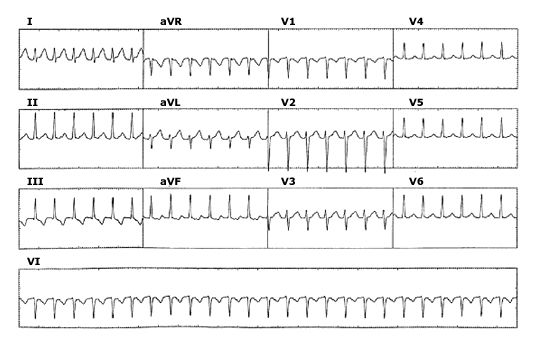 I aVR V1 V4
II aVL V2 V5
III aVF V3 V6
VI